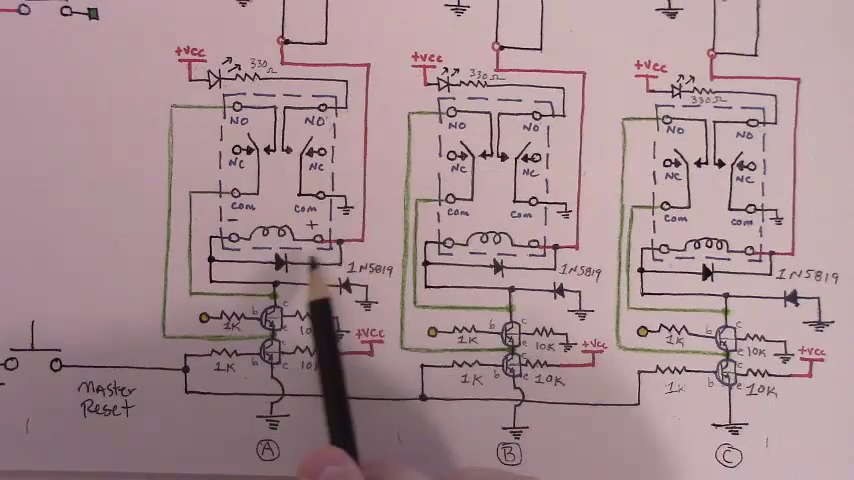 +VCC
330Ω
NO
NO
NC
NC
COM
COM
−
+
1N5819
b
c
e
1K
10K
+VCC
1K
10K
A
+VCC
330Ω
NO
NO
NC
NC
COM
COM
1N5819
b
c
e
1K
10K
+VCC
b
e
1K
10K
B
+VCC
330Ω
NO
NO
NC
NC
COM
COM
1N5819
b
c
e
1K
10K
+VCC
b
e
1K
10K
C
Master
Reset